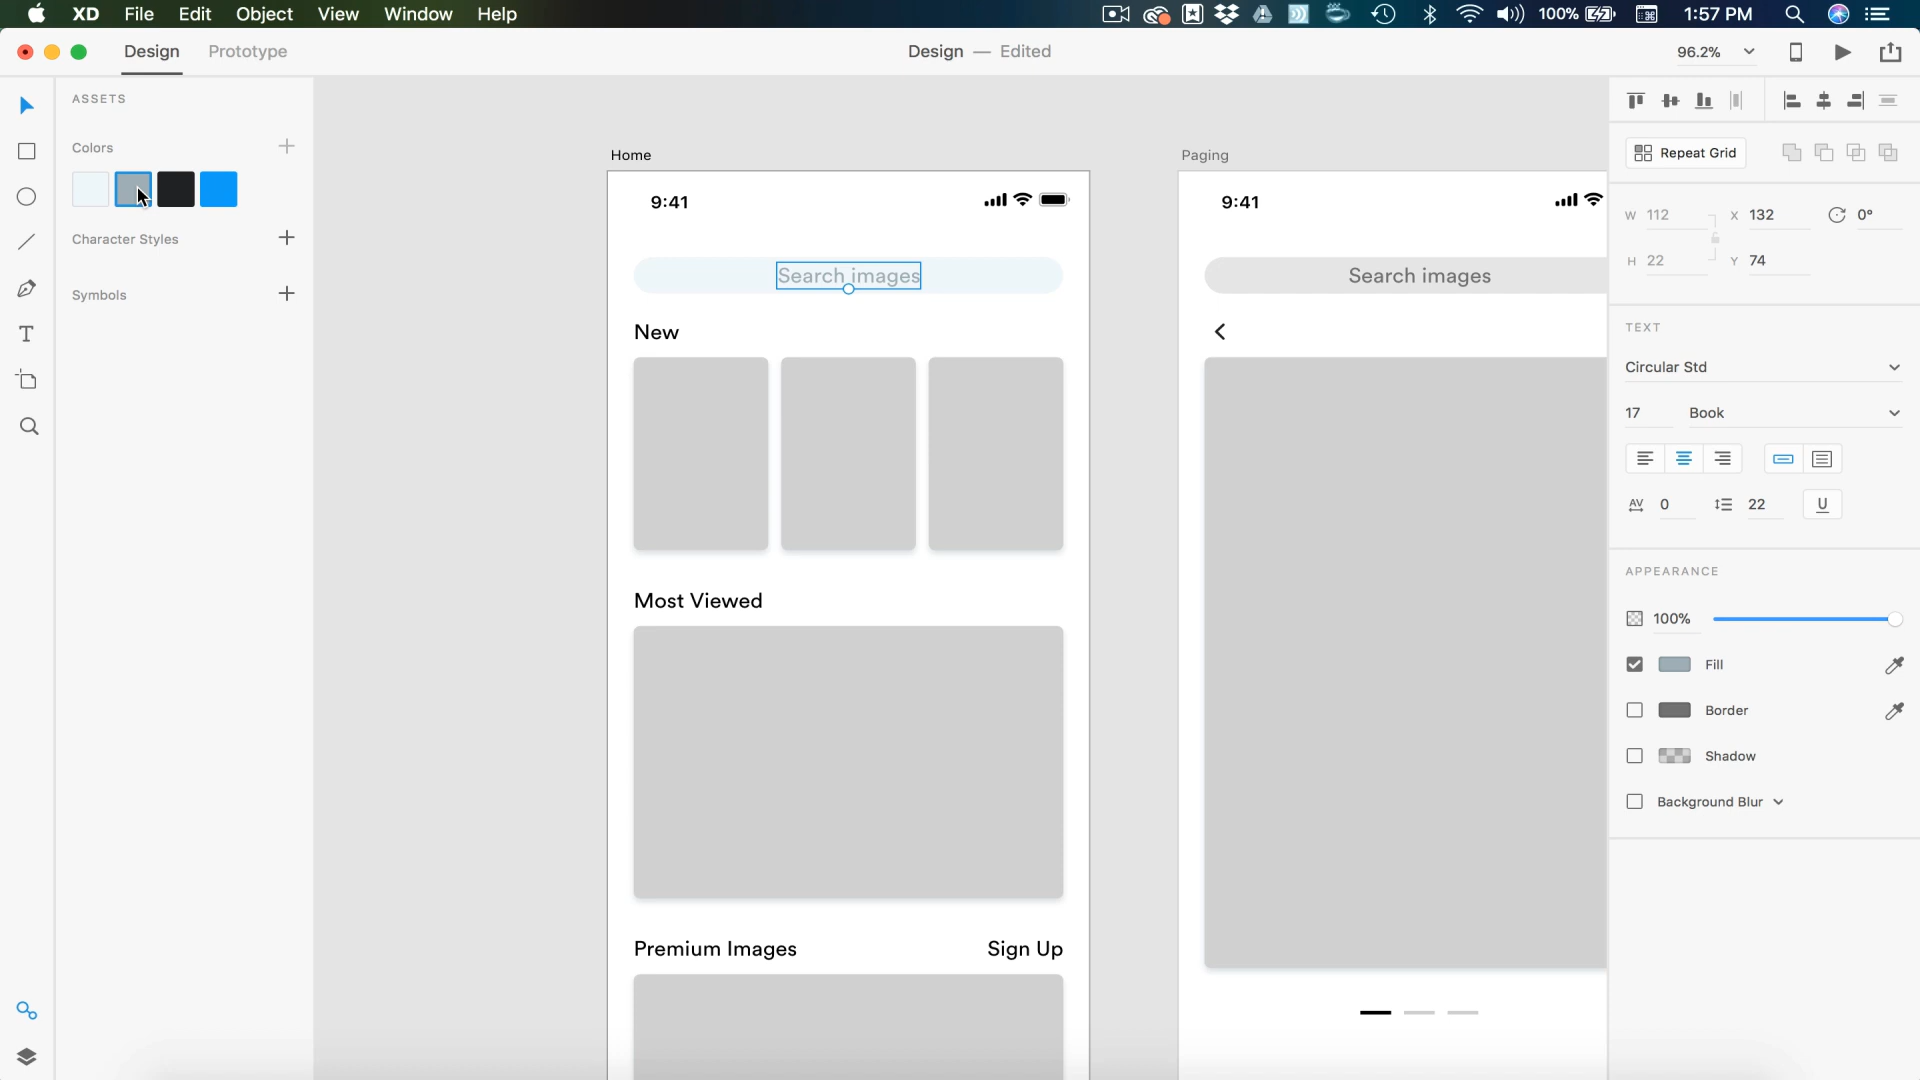 XD File Edit Object View Window Help 100% 1:57 PM
Design Prototype Design — Edited 96.2%
ASSETS
Colors
Character Styles
Symbols
Home
9:41
Search images
New
Most Viewed
Premium Images Sign Up
Paging
9:41
Search images
Repeat Grid
W 112 X 132 0°
H 22 Y 74
TEXT
Circular Std
17 Book
AV 0 22 U
APPEARANCE
100%
Fill
Border
Shadow
Background Blur